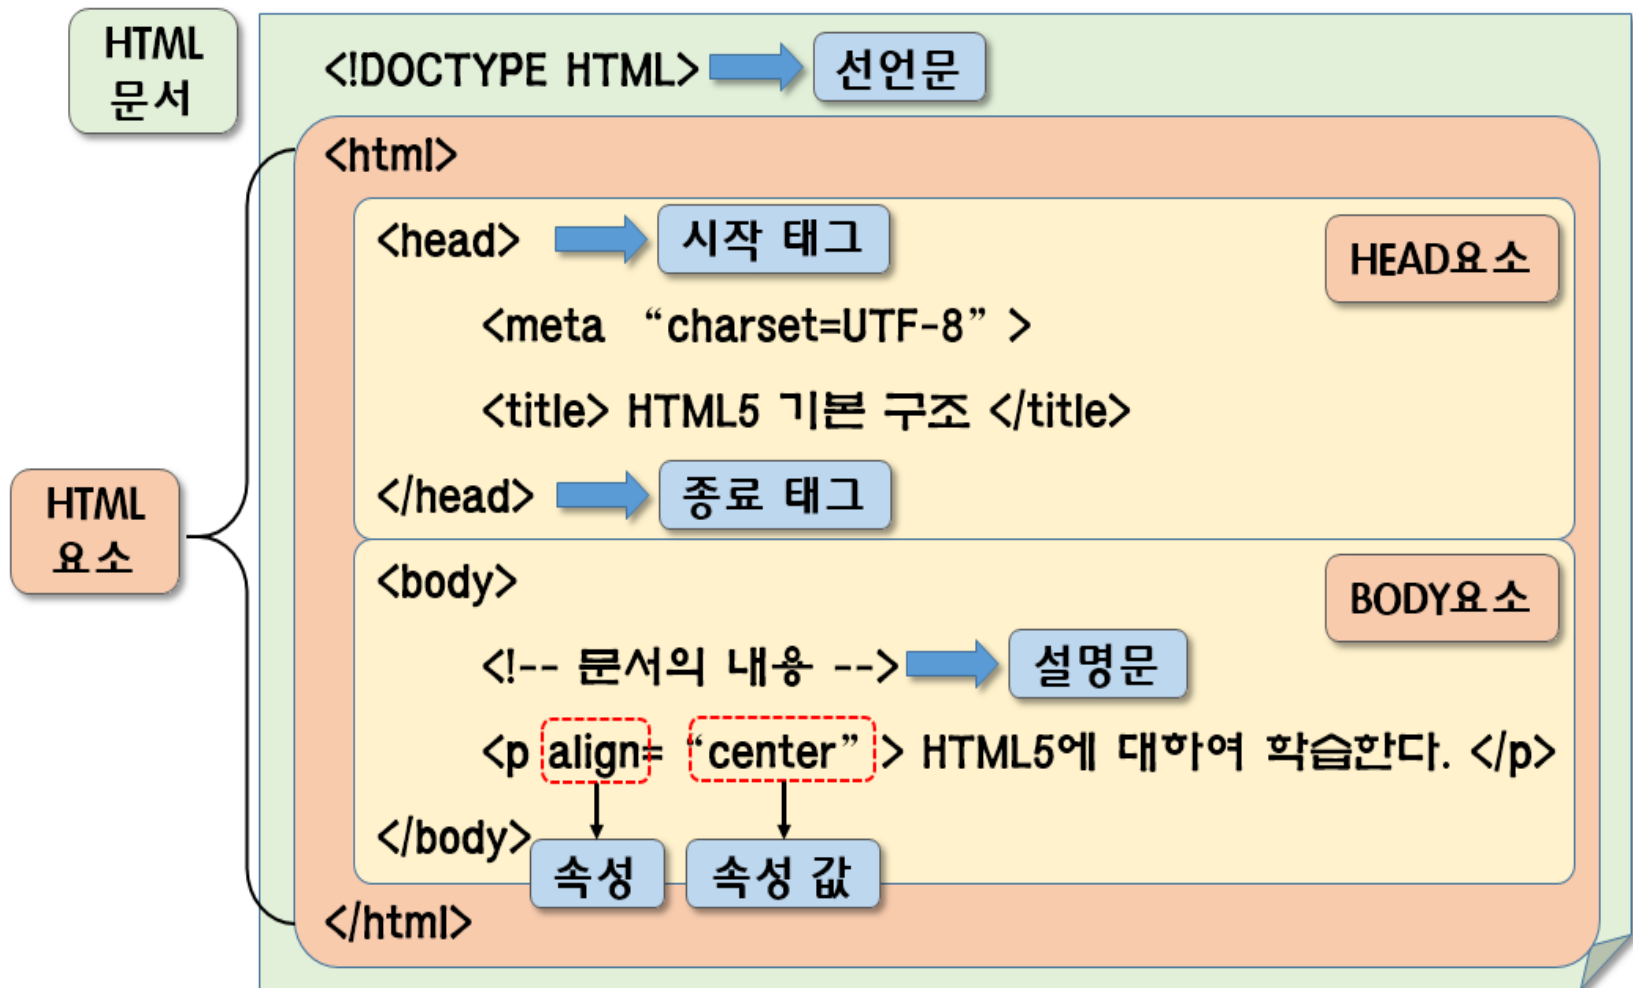 HTML
문서
<!DOCTYPE HTML> 선언문
<html>
<head> 시작 태그
HEAD요소
<meta “charset=UTF-8” >
<title> HTML5 기본 구조 </title>
</head> 종료 태그
HTML
요소
<body>
BODY요소
<!-- 문서의 내용 --> 설명문
<p align= “center” > HTML5에 대하여 학습한다. </p>
</body>
속성 속성 값
</html>